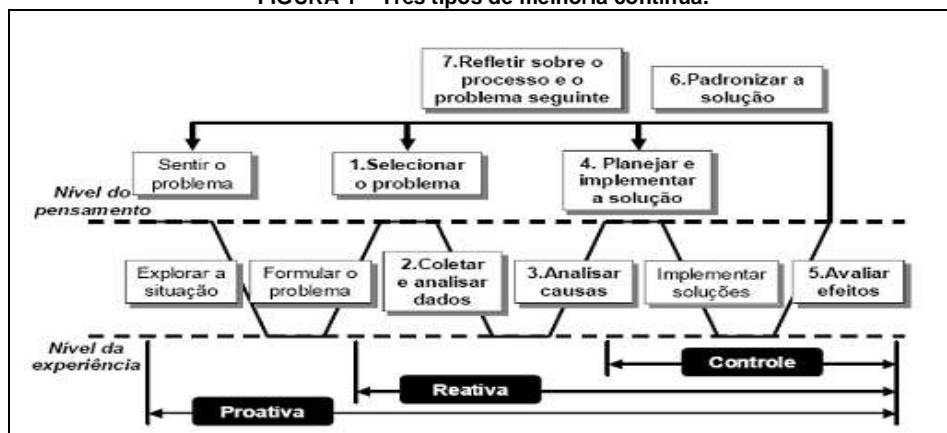 FIGURA 1 – Três tipos de melhoria contínua.
7.Refletir sobre o
processo e o
problema seguinte
6.Padronizar a
solução
Sentir o
problema
1.Selecionar
o problema
4. Planejar e
implementar
a solução
Nível do
pensamento
Explorar a
situação
Formular o
problema
2.Coletar
e analisar
dados
3.Analisar
causas
Implementar
soluções
5.Avaliar
efeitos
Nível da
experiência
Controle
Reativa
Proativa